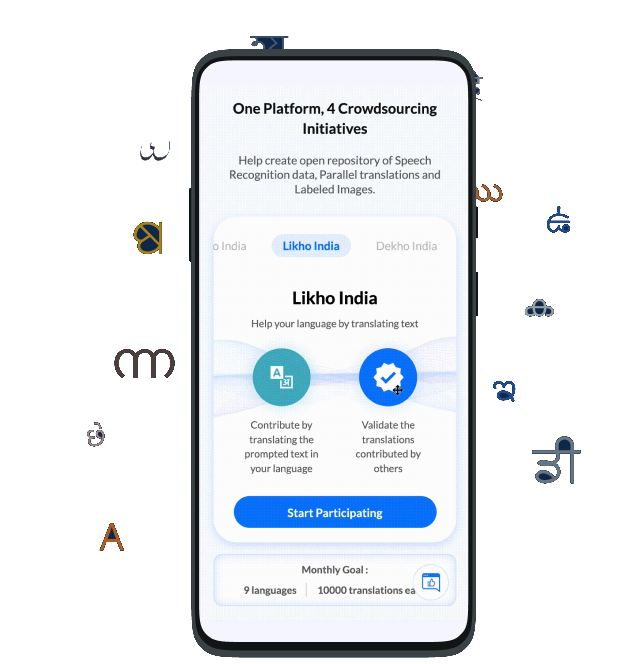 One Platform, 4 Crowdsourcing
Initiatives
Help create open repository of Speech
Recognition data, Parallel translations and
Labeled Images.
India
Likho India
Dekho India
Likho India
Help your language by translating text
A
अ
Contribute by
translating the
prompted text in
your language
Validate the
translations
contributed by
others
Start Participating
Monthly Goal :
9 languages
10000 translations
A